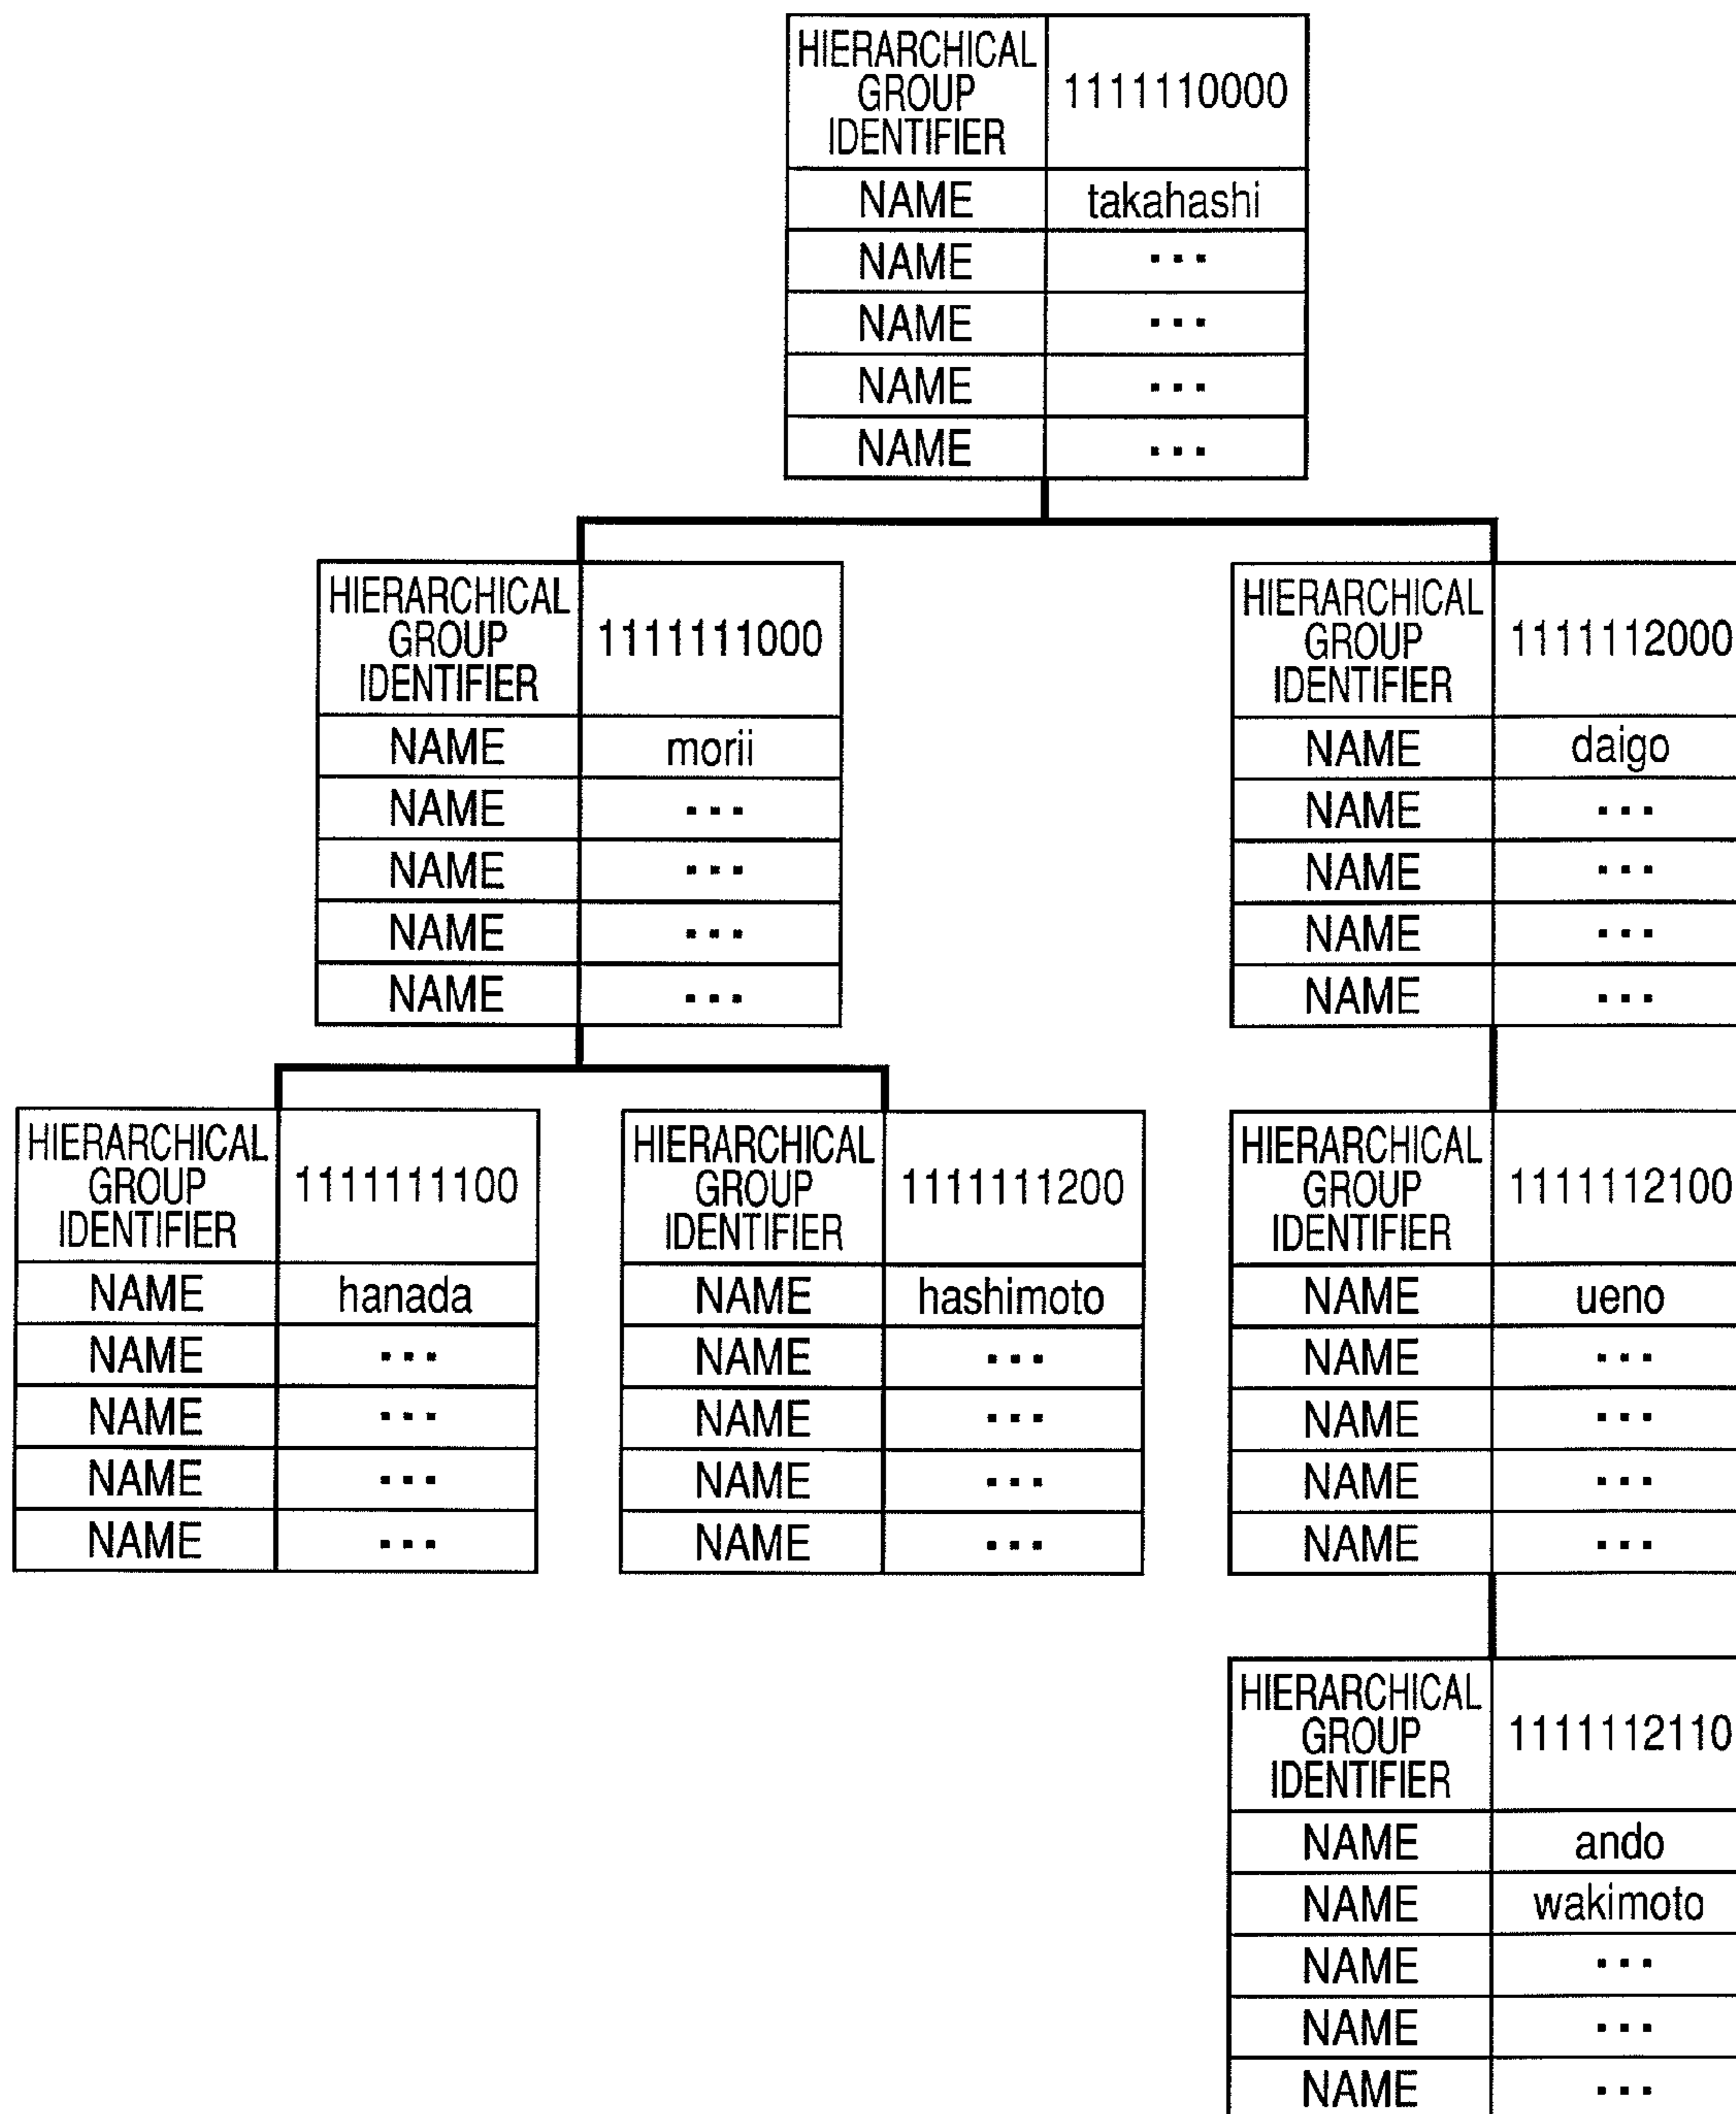 HIERARCHICAL
GROUP
IDENTIFIER
1111110000
NAME takahashi
NAME ...
NAME ...
NAME ...
NAME ...
HIERARCHICAL
GROUP
IDENTIFIER
1111111000
NAME morii
NAME ...
NAME ...
NAME ...
NAME ...
HIERARCHICAL
GROUP
IDENTIFIER
1111112000
NAME daigo
NAME ...
NAME ...
NAME ...
NAME ...
HIERARCHICAL
GROUP
IDENTIFIER
1111111100
NAME hanada
NAME ...
NAME ...
NAME ...
NAME ...
HIERARCHICAL
GROUP
IDENTIFIER
1111111200
NAME hashimoto
NAME ...
NAME ...
NAME ...
NAME ...
HIERARCHICAL
GROUP
IDENTIFIER
1111112100
NAME ueno
NAME ...
NAME ...
NAME ...
NAME ...
HIERARCHICAL
GROUP
IDENTIFIER
1111112110
NAME ando
NAME wakimoto
NAME ...
NAME ...
NAME ...